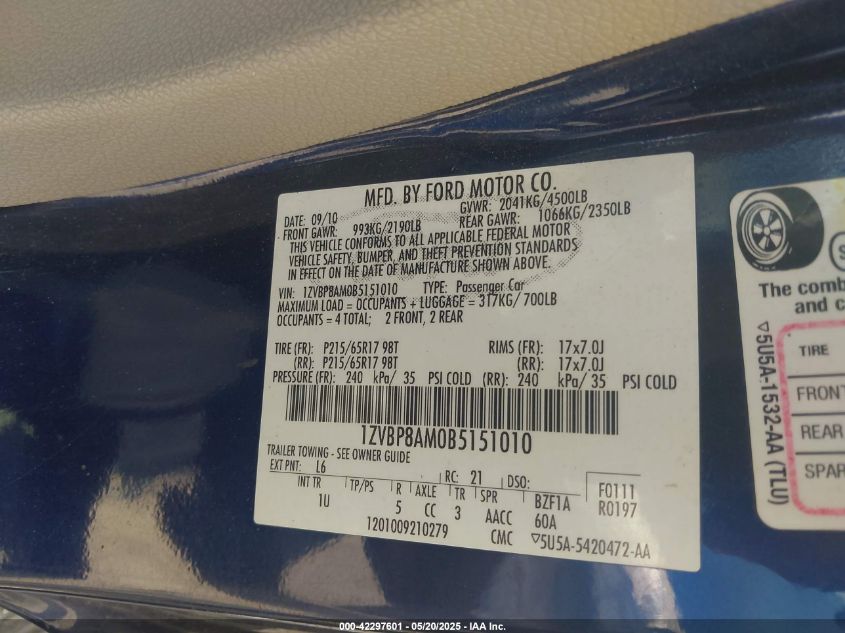 MFD. BY FORD MOTOR CO.
DATE: 09/10 GVWR: 2041KG/4500LB
FRONT GAWR: 993KG/2190LB REAR GAWR: 1066KG/2350LB
THIS VEHICLE CONFORMS TO ALL APPLICABLE FEDERAL MOTOR
VEHICLE SAFETY, BUMPER, AND THEFT PREVENTION STANDARDS
IN EFFECT ON THE DATE OF MANUFACTURE SHOWN ABOVE.
VIN: 1ZVBP8AM0B5151010 TYPE: Passenger Car
MAXIMUM LOAD = OCCUPANTS + LUGGAGE = 317KG/ 700LB
OCCUPANTS = 4 TOTAL; 2 FRONT, 2 REAR
TIRE (FR): P215/65R17 98T RIMS (FR): 17x7.0J
(RR): P215/65R17 98T (RR): 17x7.0J
PRESSURE (FR): 240 kPa/ 35 PSI COLD (RR): 240 kPa/ 35 PSI COLD
1ZVBP8AM0B5151010
TRAILER TOWING - SEE OWNER GUIDE
EXT PNT: L6 RC: 21 DSO:
INT TR TP/PS R AXLE TR SPR BZF1A F0111
1U 5 CC 3 AACC 60A R0197
1201009210279 CMC ▽5U5A-5420472-AA
The comb
and c
TIRE
FRONT
REAR
SPAR
▽5U5A-1532-AA (TLU)
000-42297601 - 05/20/2025 - IAA Inc.